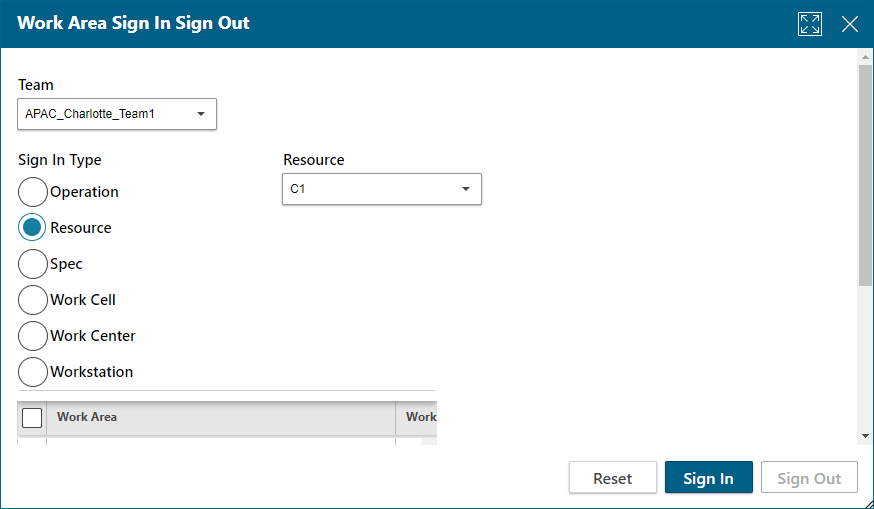 Work Area Sign In Sign Out
Team
APAC_Charlotte_Team1
Sign In Type
Resource
Operation
C1
Resource
Spec
Work Cell
Work Center
Workstation
Work Area
Work
Reset
Sign In
Sign Out